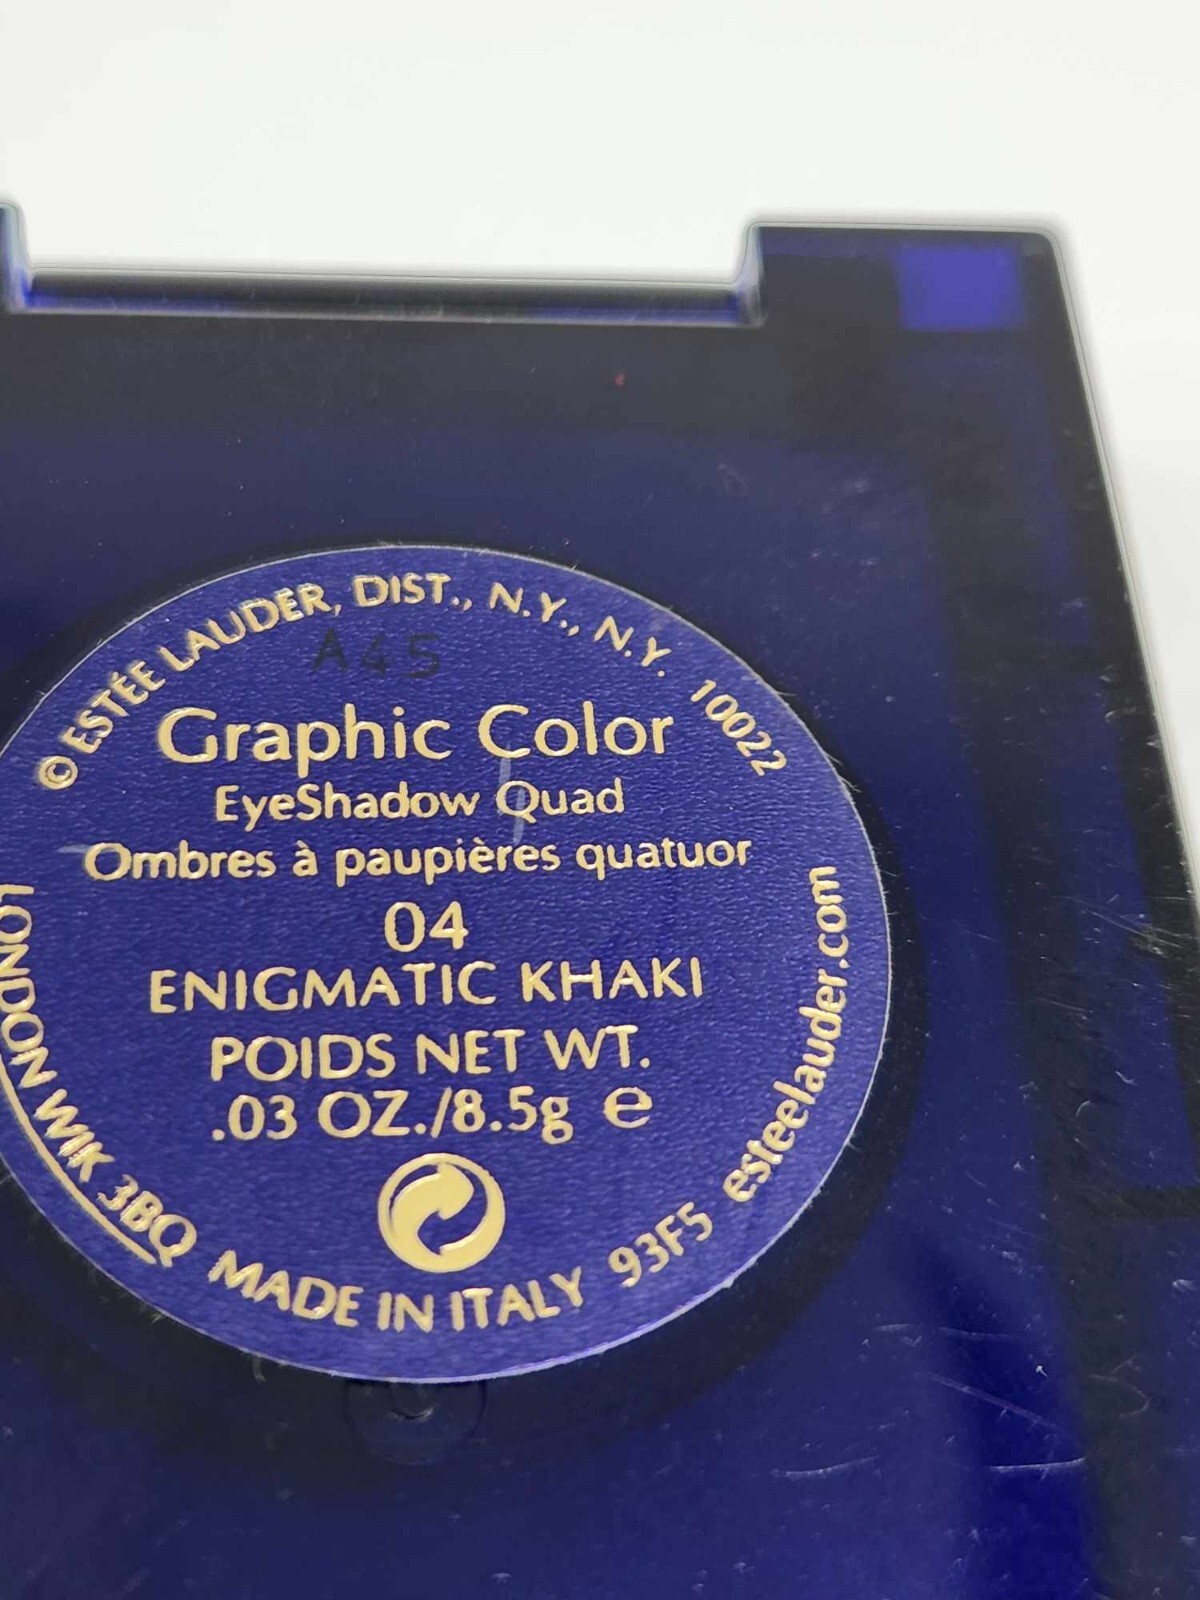 © ESTÉE LAUDER, DIST., N.Y., N.Y. 10022
A45
Graphic Color
EyeShadow Quad
Ombres à paupières quatuor
04
ENIGMATIC KHAKI
POIDS NET WT.
.03 OZ./8.5g e
LONDON W1K 3BQ MADE IN ITALY 93F5 esteelauder.com